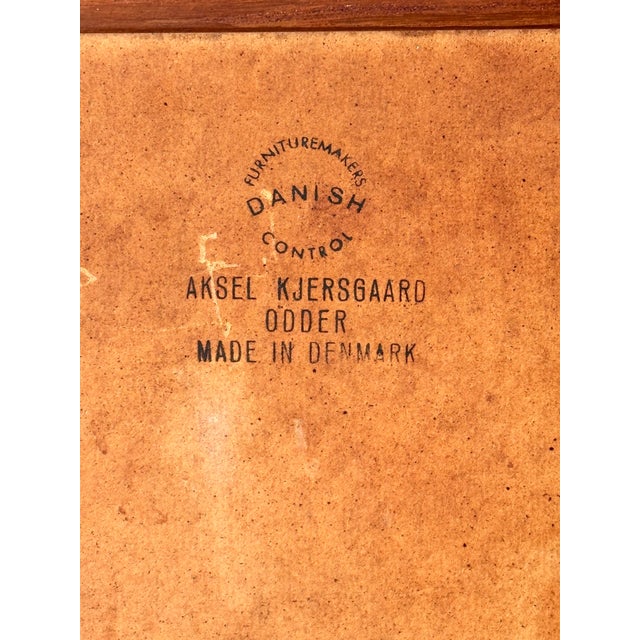 FURNITUREMAKERS
DANISH
CONTROL
AKSEL KJERSGAARD
ODDER
MADE IN DENMARK